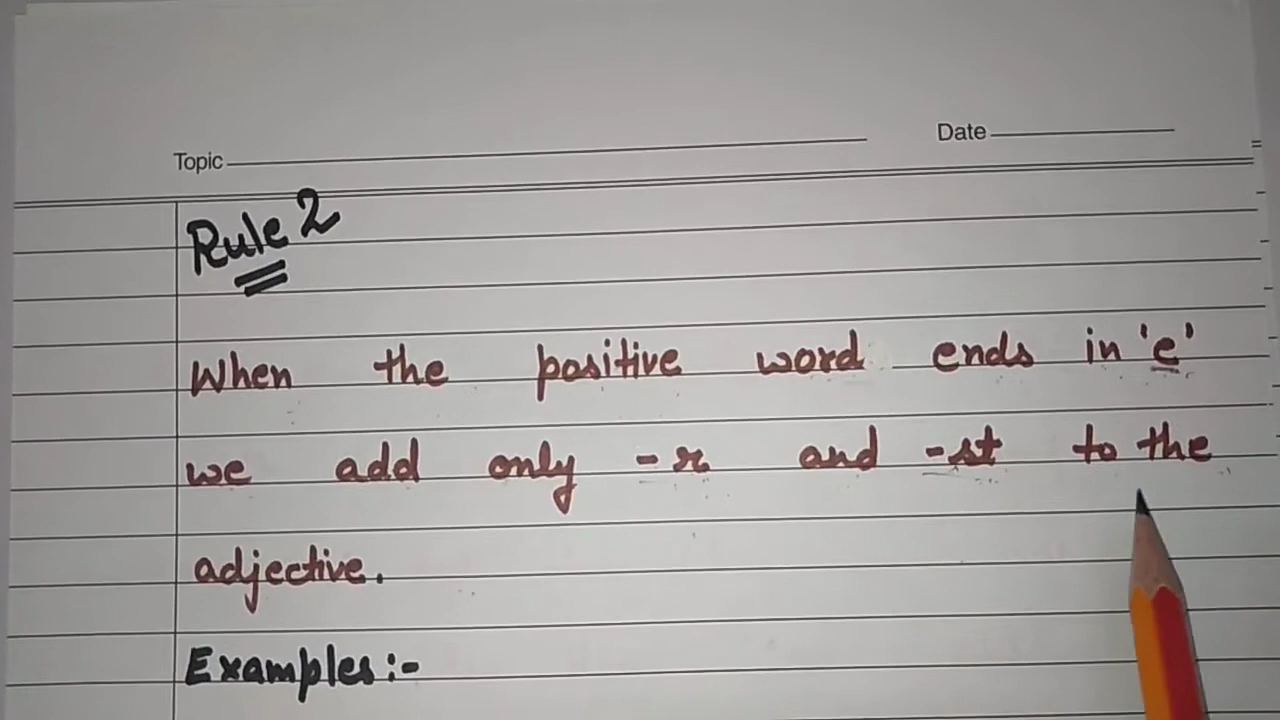 Topic Date
Rule 2
When the positive word ends in 'e'
we add only -r and -st to the
adjective.
Examples:-